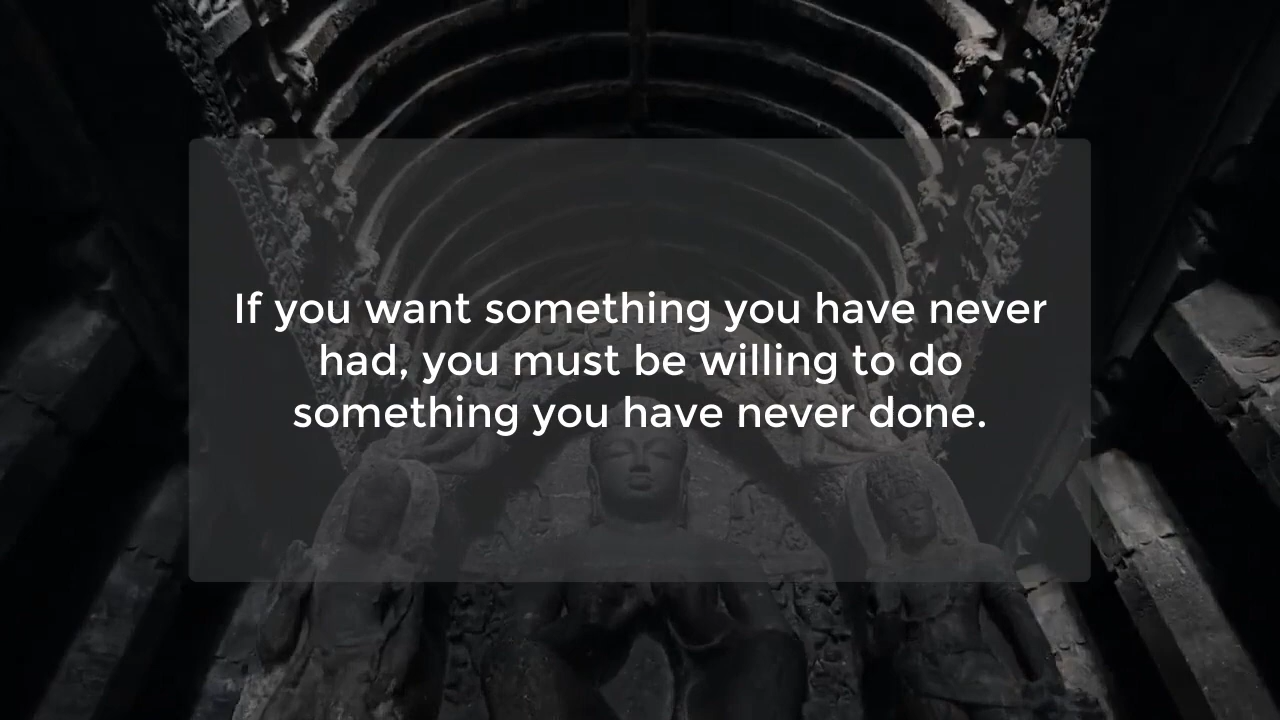 If you want something you have never
had, you must be willing to do
something you have never done.